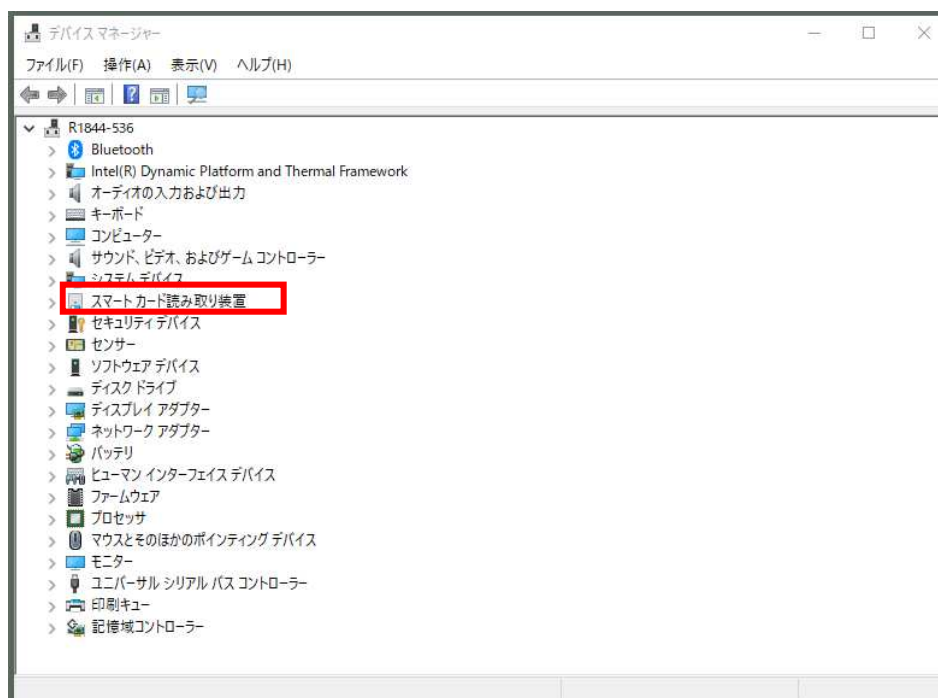 デバイス マネージャー
ファイル(F) 操作(A) 表示(V) ヘルプ(H)
R1844-536
Bluetooth
Intel(R) Dynamic Platform and Thermal Framework
オーディオの入力および出力
キーボード
コンピューター
サウンド、ビデオ、およびゲーム コントローラー
システム デバイス
スマート カード読み取り装置
セキュリティ デバイス
センサー
ソフトウェア デバイス
ディスク ドライブ
ディスプレイ アダプター
ネットワーク アダプター
バッテリ
ヒューマン インターフェイス デバイス
ファームウェア
プロセッサ
マウスとそのほかのポインティング デバイス
モニター
ユニバーサル シリアル バス コントローラー
印刷キュー
記憶域コントローラー